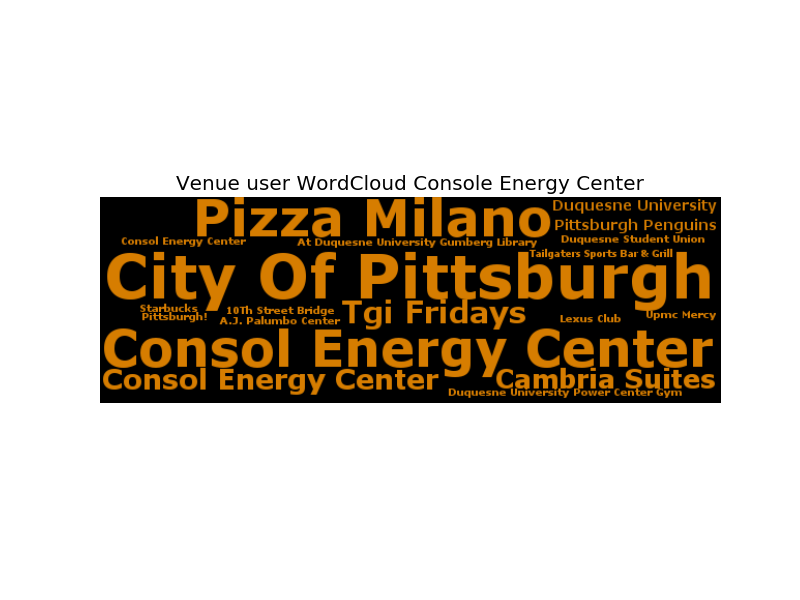 Venue user WordCloud Console Energy Center
Pizza Milano
Duquesne University
Pittsburgh Penguins
Consol Energy Center
At Duquesne University Gumberg Library
Duquesne Student Union
Tailgaters Sports Bar & Grill
City Of Pittsburgh
Starbucks
Pittsburgh!
10Th Street Bridge
A.J. Palumbo Center
Tgi Fridays
Lexus Club
Upmc Mercy
Consol Energy Center
Consol Energy Center
Cambria Suites
Duquesne University Power Center Gym